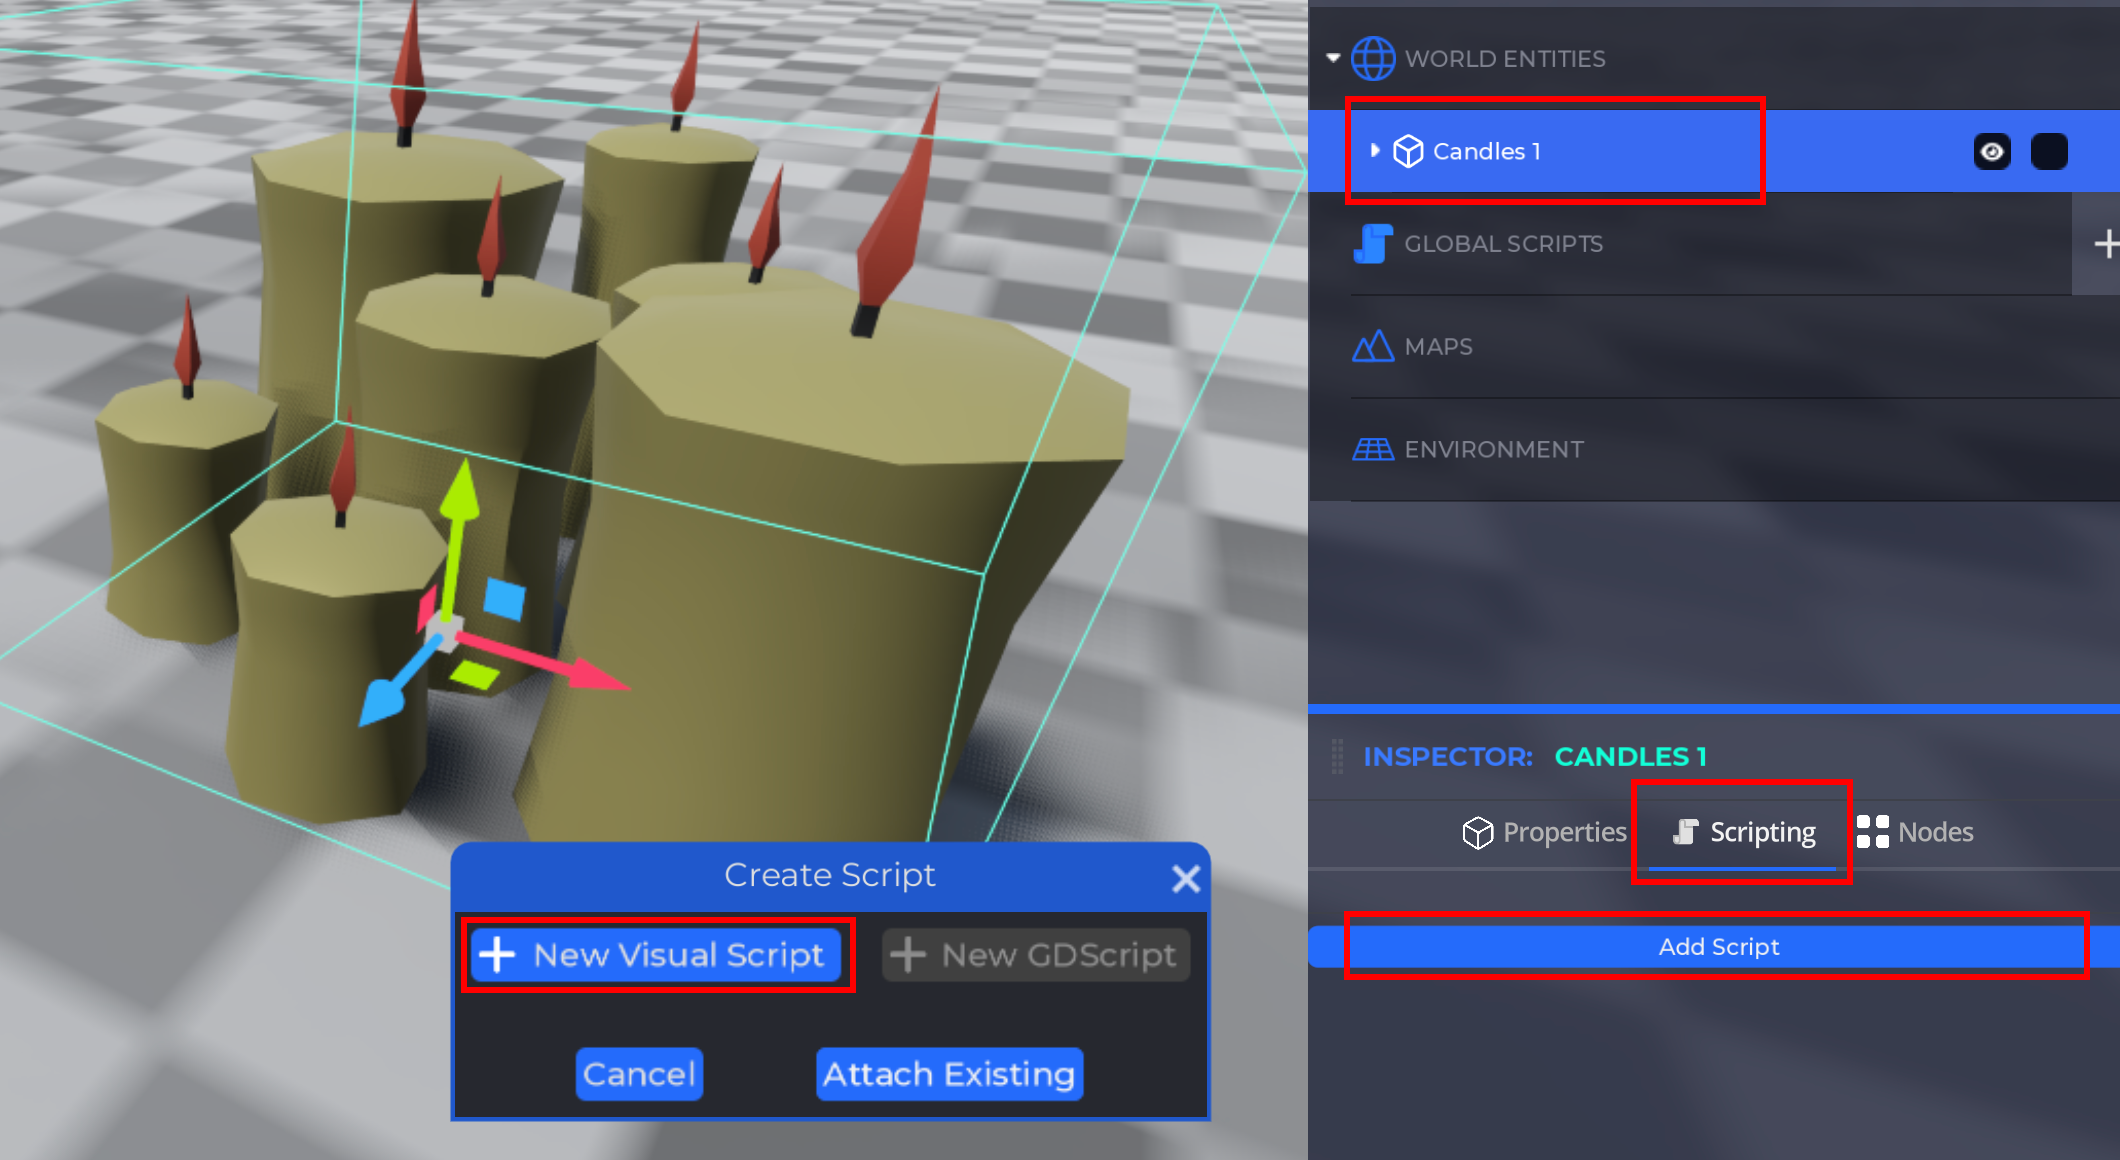 WORLD ENTITIES
Candles 1
GLOBAL SCRIPTS
MAPS
ENVIRONMENT
INSPECTOR: CANDLES 1
Properties Scripting Nodes
Add Script
Create Script
New Visual Script New GDScript
Cancel Attach Existing